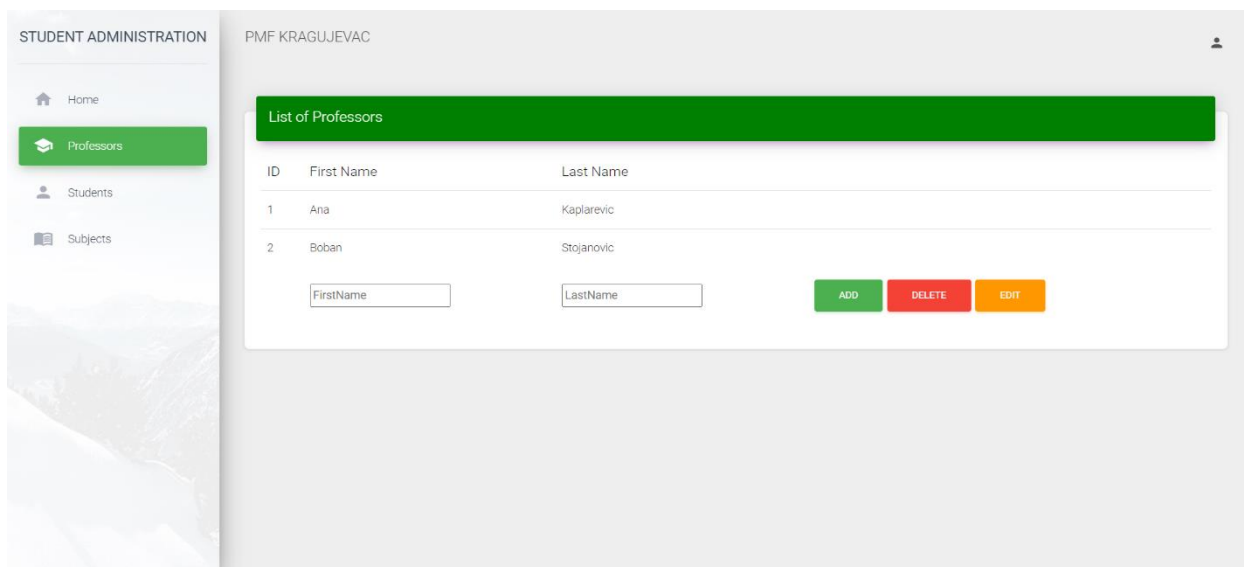 STUDENT ADMINISTRATION
PMF KRAGUJEVAC
Home
Professors
Students
Subjects
List of Professors
ID First Name Last Name
1 Ana Kaplarevic
2 Boban Stojanovic
FirstName LastName ADD DELETE EDIT